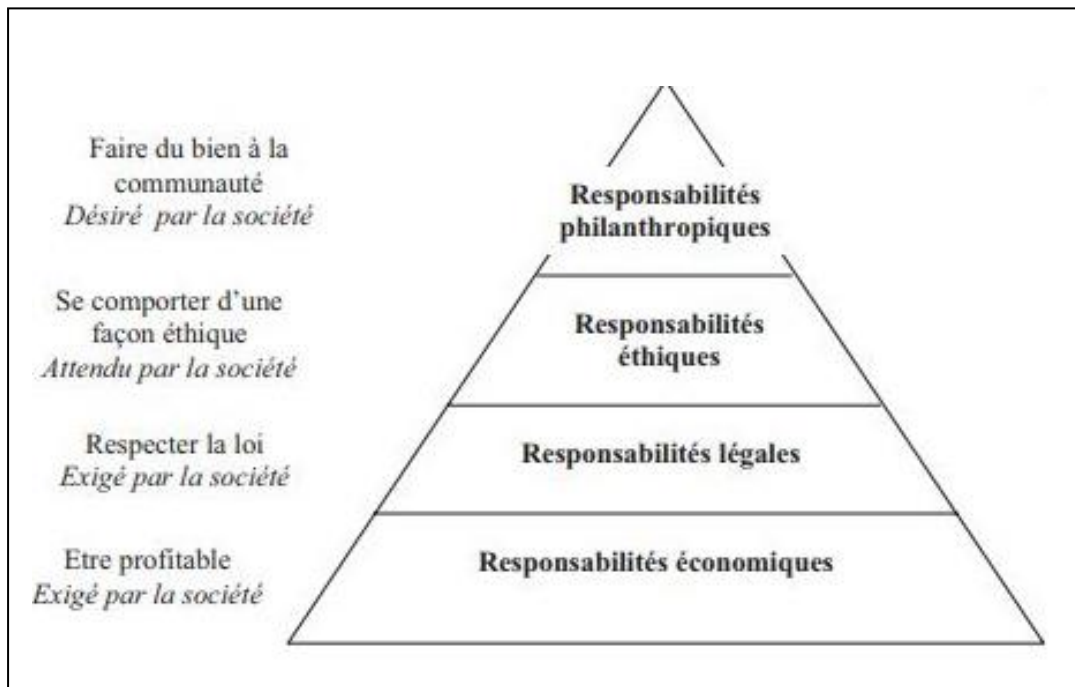 Faire du bien à la
communauté
Désiré par la société
Responsabilités
philanthropiques
Se comporter d'une
façon éthique
Attendu par la société
Responsabilités
éthiques
Respecter la loi
Exigé par la société
Responsabilités légales
Etre profitable
Exigé par la société
Responsabilités économiques